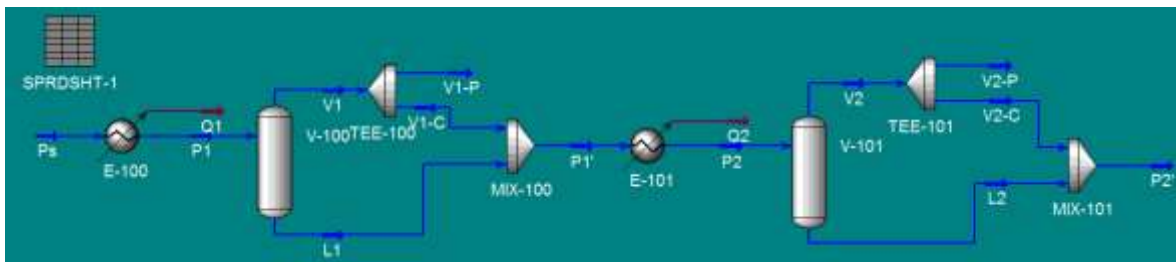 SPRDSHT-1
Ps
E-100
Q1
P1
V1
V-100
TEE-100
V1-P
V1-C
L1
MIX-100
P1'
E-101
Q2
P2
V2
V-101
TEE-101
V2-P
V2-C
L2
MIX-101
P2'